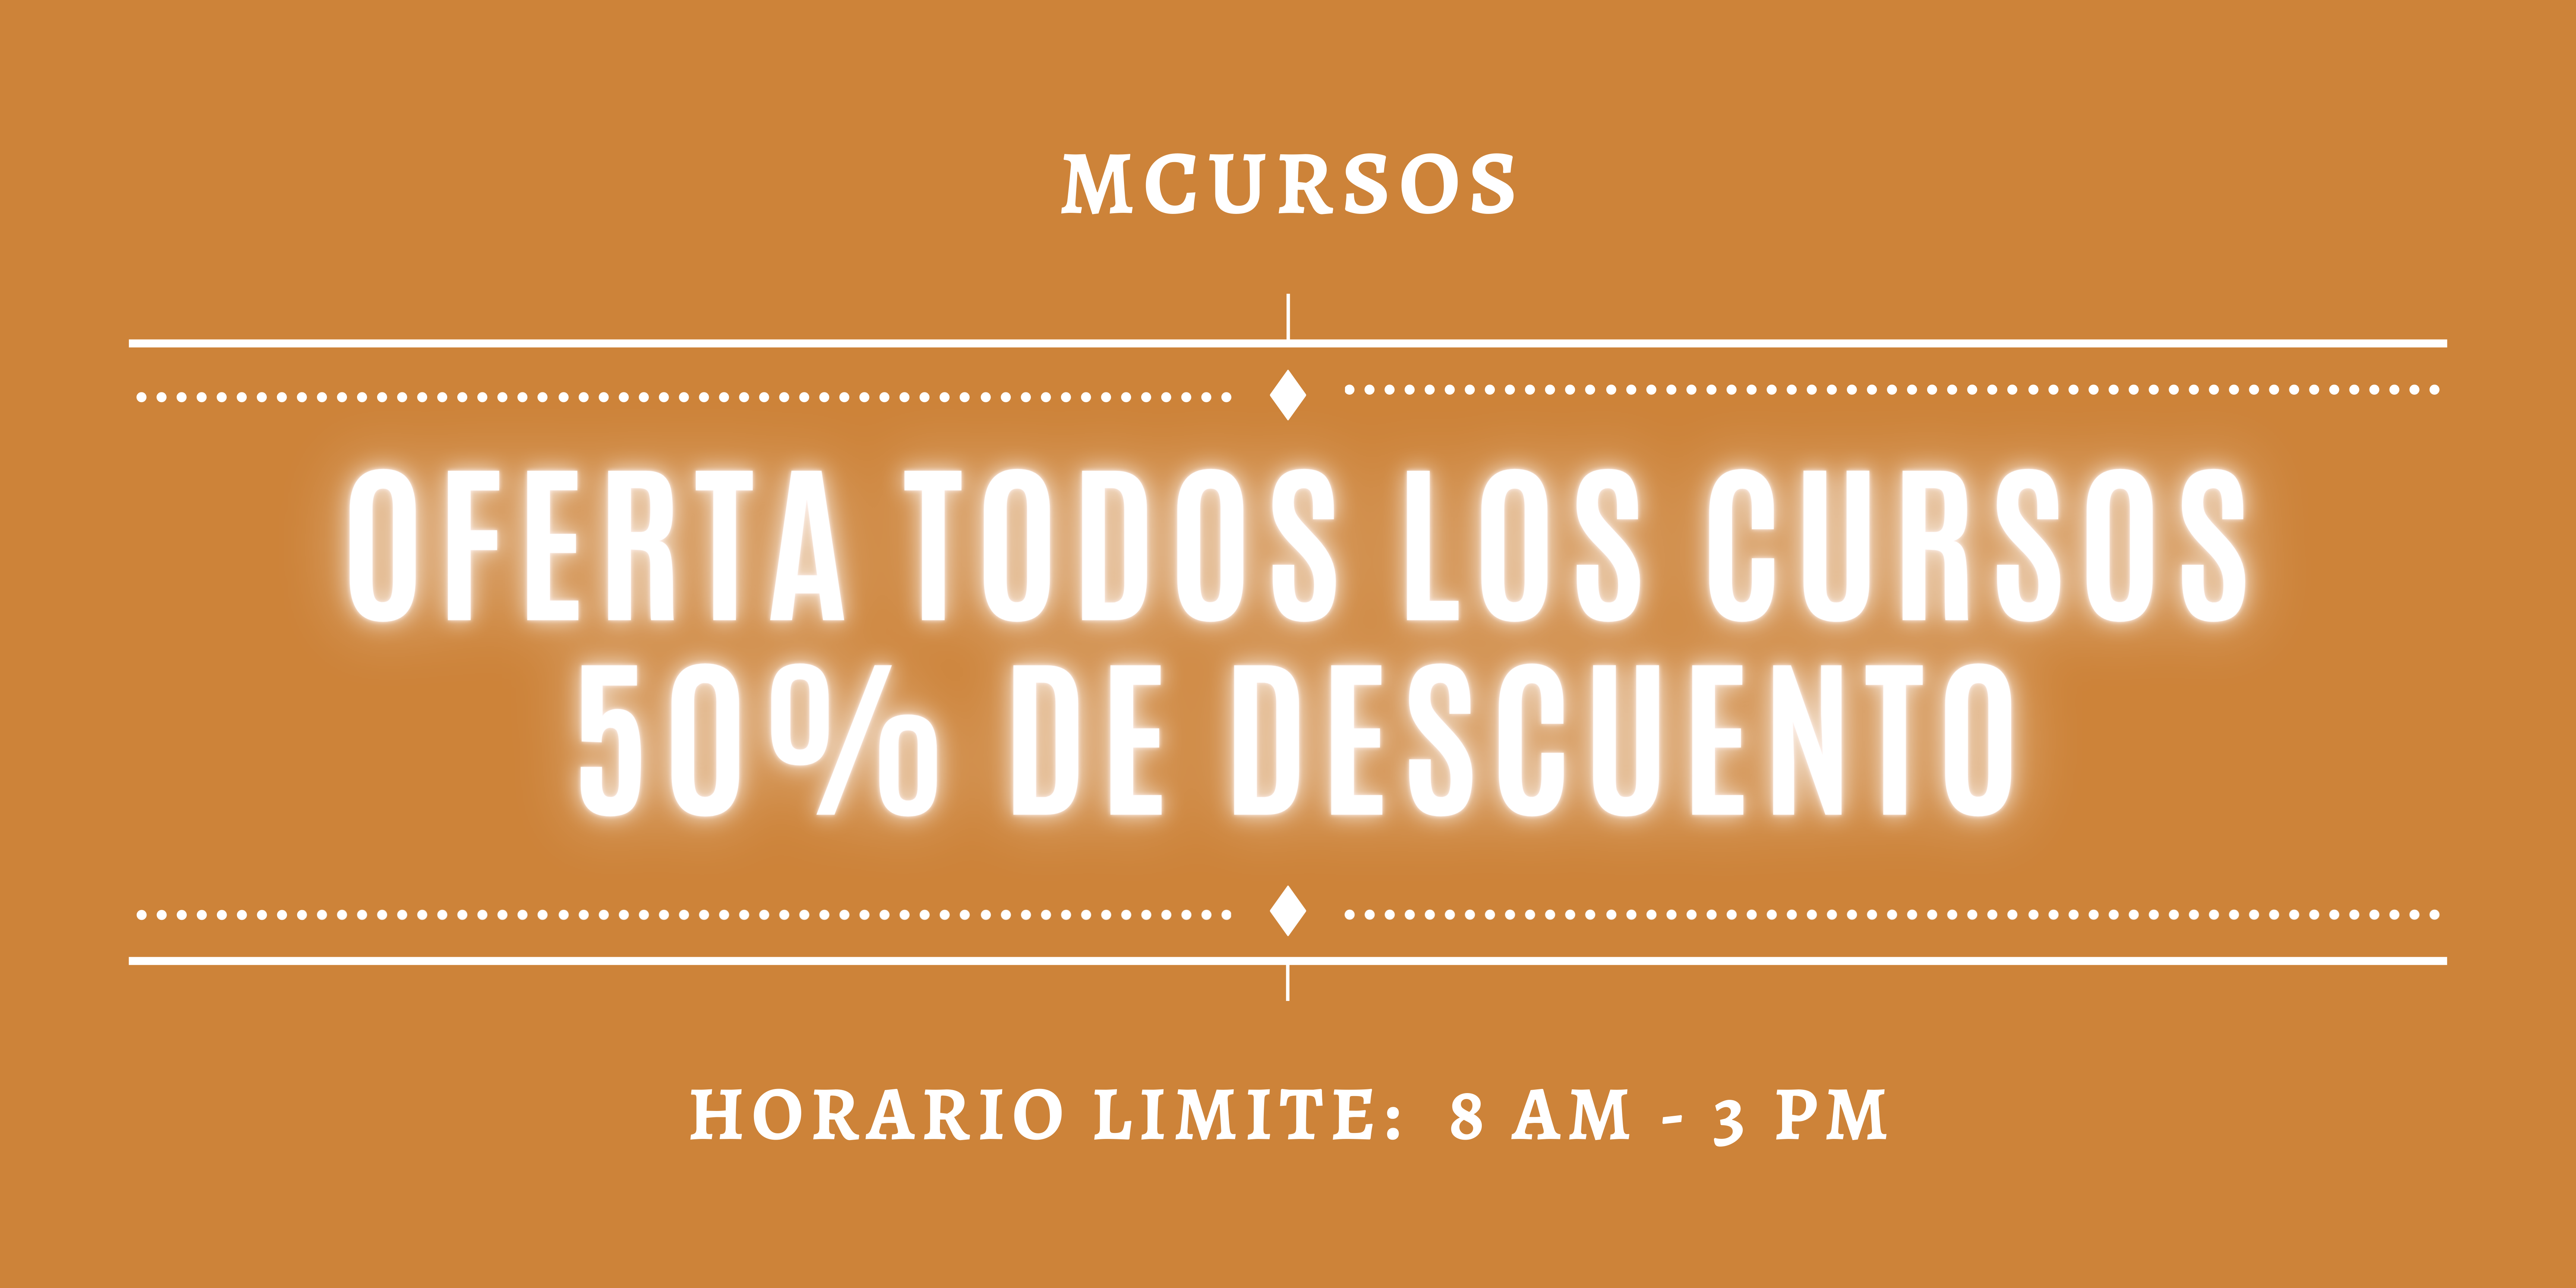 MCURSOS
OFERTA TODOS LOS CURSOS
50% DE DESCUENTO
HORARIO LIMITE: 8 AM - 3 PM